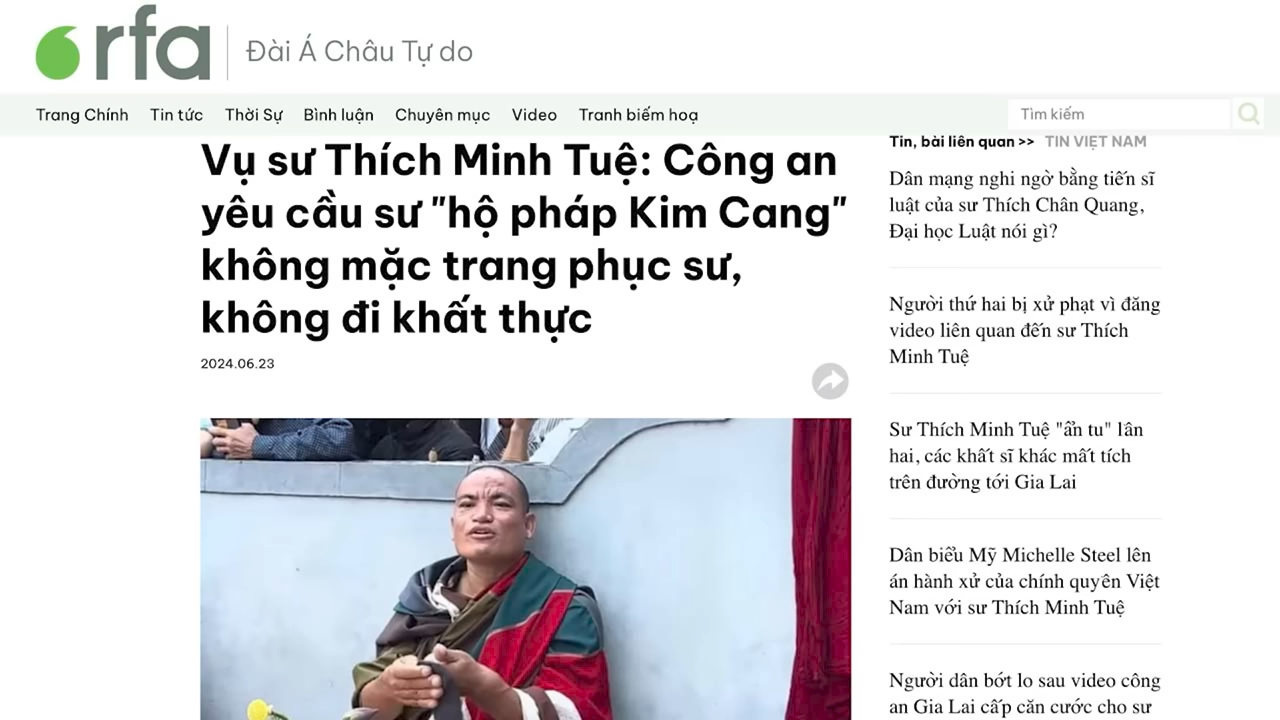 rfa
Đài Á Châu Tự do
Trang Chính Tin tức Thời Sự Bình luận Chuyên mục Video Tranh biếm hoạ
Tìm kiếm
Vụ sư Thích Minh Tuệ: Công an
yêu cầu sư "hộ pháp Kim Cang"
không mặc trang phục sư,
không đi khất thực
2024.06.23
Tin, bài liên quan >> TIN VIỆT NAM
Dân mạng nghi ngờ bằng tiến sĩ
luật của sư Thích Chân Quang,
Đại học Luật nói gì?
Người thứ hai bị xử phạt vì đăng
video liên quan đến sư Thích
Minh Tuệ
Sư Thích Minh Tuệ "ẩn tu" lần
hai, các khất sĩ khác mất tích
trên đường tới Gia Lai
Dân biểu Mỹ Michelle Steel lên
án hành xử của chính quyền Việt
Nam với sư Thích Minh Tuệ
Người dân bớt lo sau video công
an Gia Lai cấp căn cước cho sư